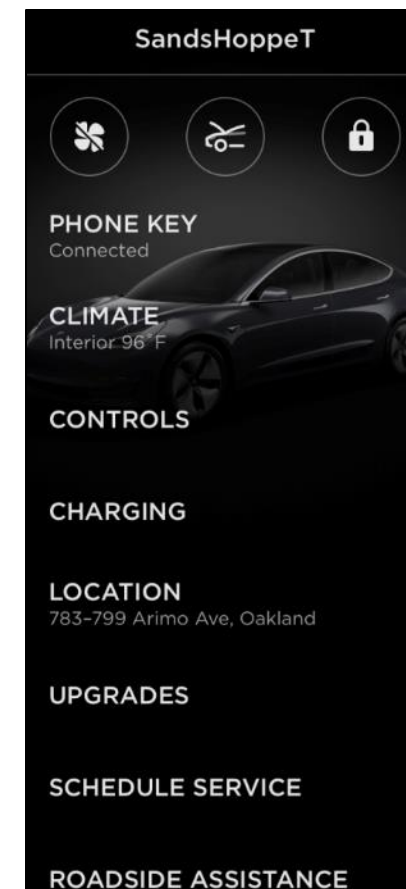 SandsHoppeT
PHONE KEY
Connected
CLIMATE
Interior 96°F
CONTROLS
CHARGING
LOCATION
783–799 Arimo Ave, Oakland
UPGRADES
SCHEDULE SERVICE
ROADSIDE ASSISTANCE